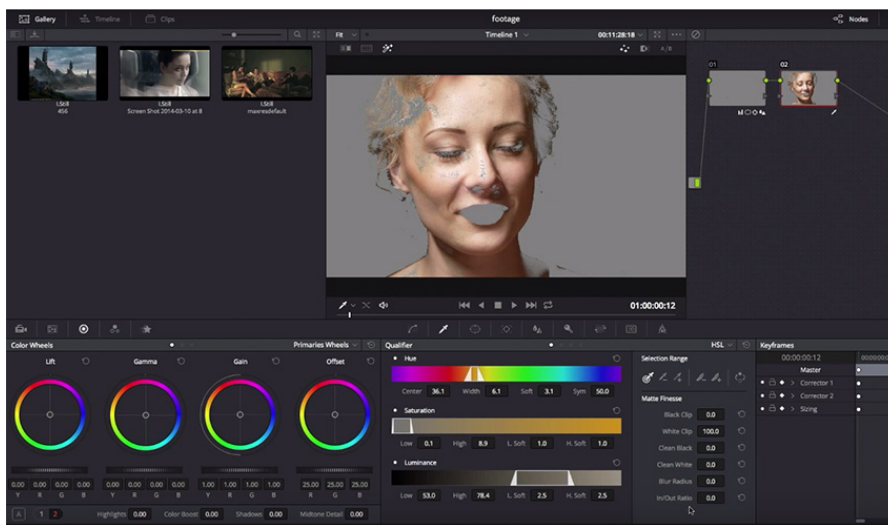 Gallery Timeline Clips footage Nodes
Fit Timeline 1 00:11:28:18
A/B
01 02
1.Still 1.Still 1.Still
456 Screen Shot 2014-03-10 at 8 maxresdefault
01:00:00:12
Color Wheels Primaries Wheels Qualifier HSL Keyframes
Lift Gamma Gain Offset
Hue
Center 36.1 Width 6.1 Soft 3.1 Sym 50.0
Saturation
Low 0.1 High 8.9 L. Soft 1.0 H. Soft 1.0
Luminance
Low 53.0 High 78.4 L. Soft 2.5 H. Soft 2.5
0.00 0.00 0.00 0.00 0.00 0.00 0.00 0.00 1.00 1.00 1.00 1.00 25.00 25.00 25.00
Y R G B Y R G B Y R G B R G B
A 1 2 Highlights 0.00 Color Boost 0.00 Shadows 0.00 Midtone Detail 0.00
Selection Range
Matte Finesse
Black Clip 0.0
White Clip 100.0
Clean Black 0.0
Clean White 0.0
Blur Radius 0.0
In/Out Ratio 0.0
00:00:00:12
Master
Corrector 1
Corrector 2
Sizing